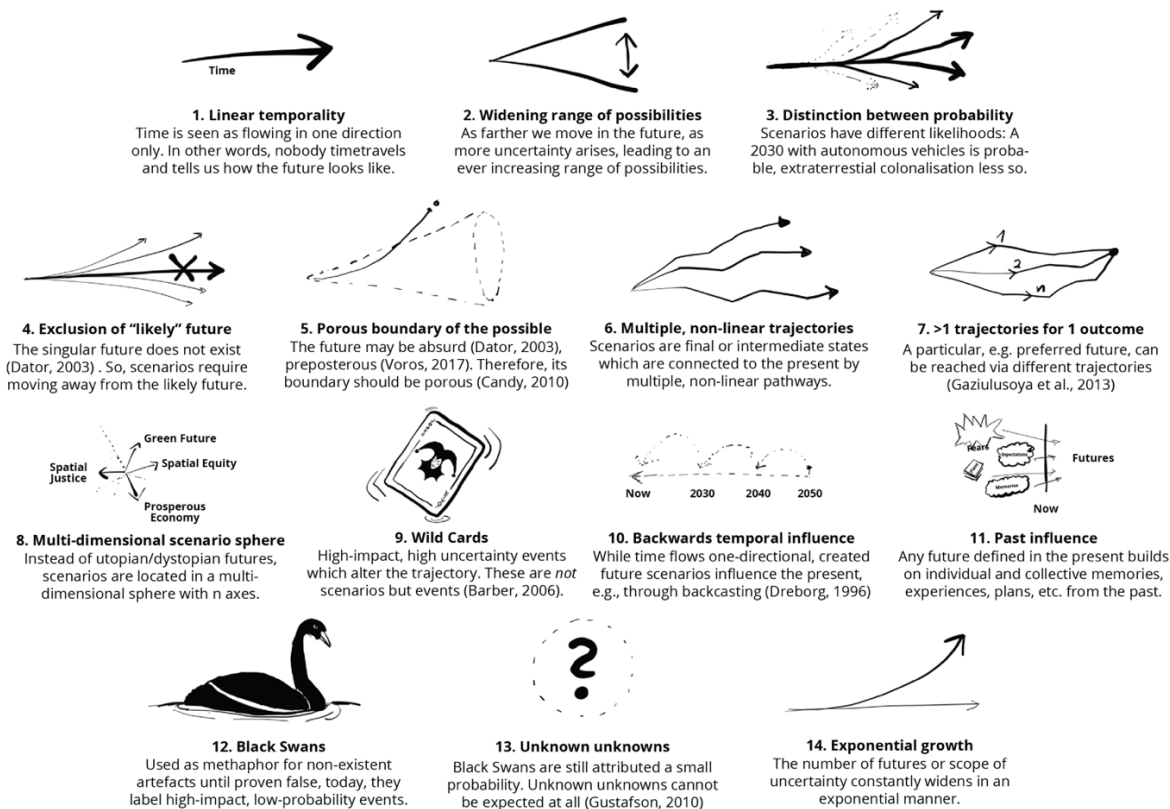 Time
1. Linear temporality
Time is seen as flowing in one direction
only. In other words, nobody timetravels
and tells us how the future looks like.
2. Widening range of possibilities
As farther we move in the future, as
more uncertainty arises, leading to an
ever increasing range of possibilities.
3. Distinction between probability
Scenarios have different likelihoods: A
2030 with autonomous vehicles is proba-
ble, extraterrestial colonalisation less so.
4. Exclusion of “likely” future
The singular future does not exist
(Dator, 2003) . So, scenarios require
moving away from the likely future.
5. Porous boundary of the possible
The future may be absurd (Dator, 2003),
preposterous (Voros, 2017). Therefore, its
boundary should be porous (Candy, 2010)
6. Multiple, non-linear trajectories
Scenarios are final or intermediate states
which are connected to the present by
multiple, non-linear pathways.
1
2
n
7. >1 trajectories for 1 outcome
A particular, e.g. preferred future, can
be reached via different trajectories
(Gaziulusoya et al., 2013)
Green Future
Spatial Equity
Spatial
Justice
Prosperous
Economy
8. Multi-dimensional scenario sphere
Instead of utopian/dystopian futures,
scenarios are located in a multi-
dimensional sphere with n axes.
9. Wild Cards
High-impact, high uncertainty events
which alter the trajectory. These are not
scenarios but events (Barber, 2006).
Now
2030
2040
2050
10. Backwards temporal influence
While time flows one-directional, created
future scenarios influence the present,
e.g., through backcasting (Dreborg, 1996)
Fears
Expectations
Memories
Futures
Now
11. Past influence
Any future defined in the present builds
on individual and collective memories,
experiences, plans, etc. from the past.
12. Black Swans
Used as methaphor for non-existent
artefacts until proven false, today, they
label high-impact, low-probability events.
?
13. Unknown unknowns
Black Swans are still attributed a small
probability. Unknown unknowns cannot
be expected at all (Gustafson, 2010)
14. Exponential growth
The number of futures or scope of
uncertainty constantly widens in an
exponential manner.